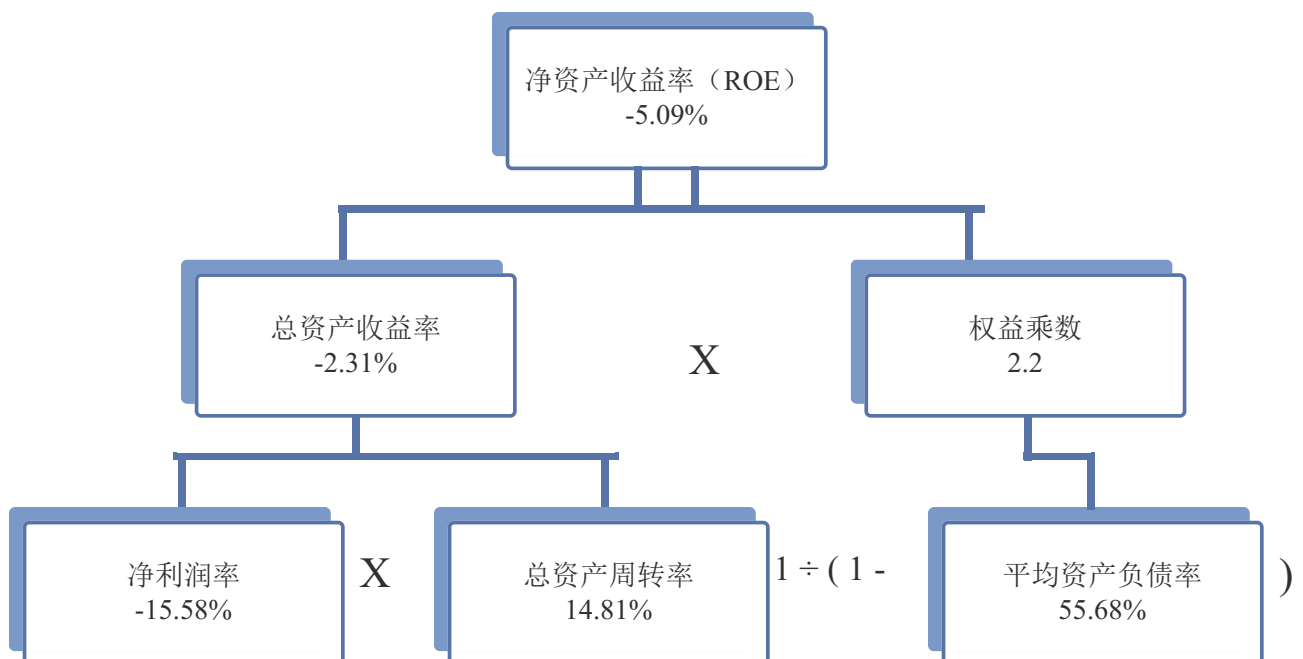 净资产收益率（ROE）
-5.09%
总资产收益率
-2.31%
X
权益乘数
2.2
净利润率
-15.58%
X
总资产周转率
14.81%
1 ÷ ( 1 -
平均资产负债率
55.68%
)